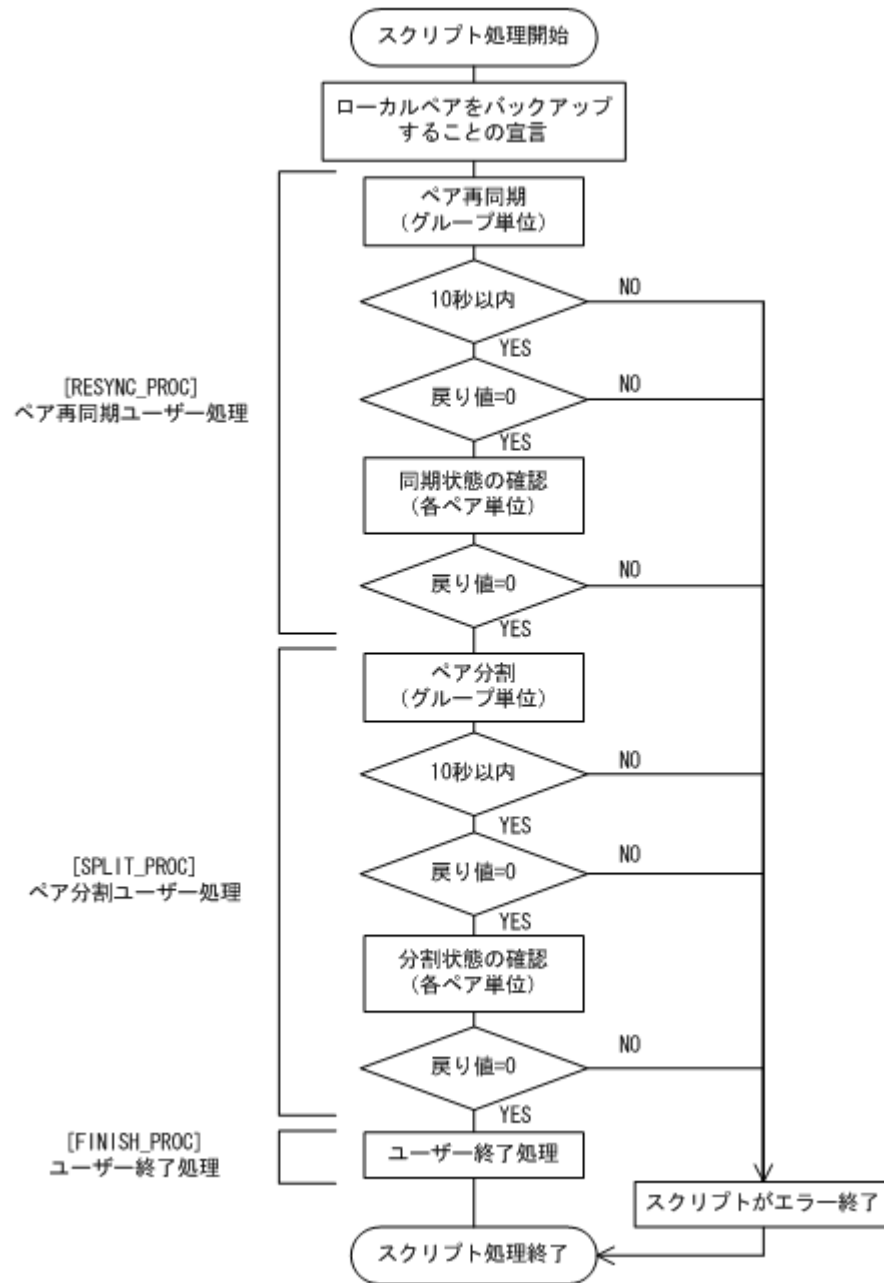 スクリプト処理開始
ローカルペアをバックアップ
することの宣言
ペア再同期
(グループ単位)
10秒以内
NO
YES
[RESYNC_PROC]
ペア再同期ユーザー処理
戻り値=0
NO
YES
同期状態の確認
(各ペア単位)
戻り値=0
NO
YES
ペア分割
(グループ単位)
10秒以内
NO
YES
[SPLIT_PROC]
ペア分割ユーザー処理
戻り値=0
NO
YES
分割状態の確認
(各ペア単位)
戻り値=0
NO
YES
[FINISH_PROC]
ユーザー終了処理
ユーザー終了処理
スクリプトがエラー終了
スクリプト処理終了